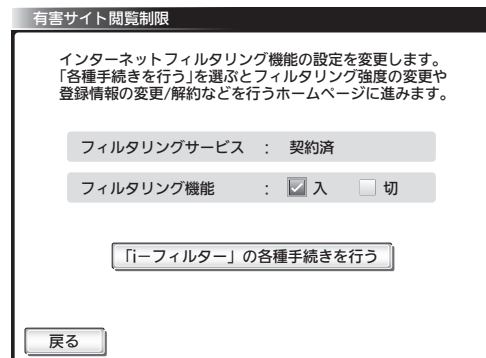 有害サイト閲覧制限
インターネットフィルタリング機能の設定を変更します。
「各種手続きを行う」を選ぶとフィルタリング強度の変更や
登録情報の変更/解約などを行うホームページに進みます。
フィルタリングサービス : 契約済
フィルタリング機能 : 入 切
「i－フィルター」の各種手続きを行う
戻る